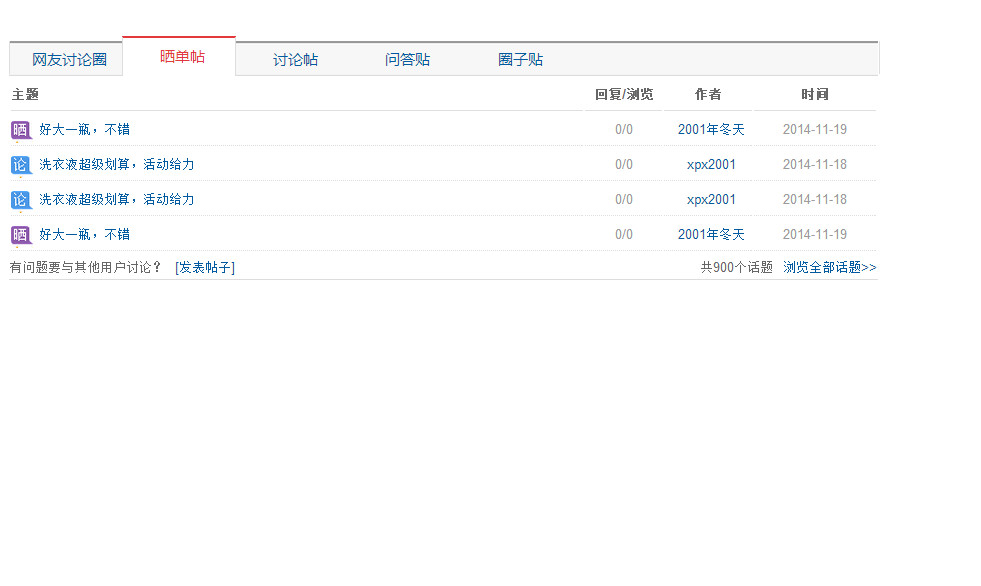 网友讨论圈 晒单帖 讨论帖 问答贴 圈子贴
主题 回复/浏览 作者 时间
晒 好大一瓶，不错 0/0 2001年冬天 2014-11-19
论 洗衣液超级划算，活动给力 0/0 xpx2001 2014-11-18
论 洗衣液超级划算，活动给力 0/0 xpx2001 2014-11-18
晒 好大一瓶，不错 0/0 2001年冬天 2014-11-19
有问题要与其他用户讨论？ [发表帖子] 共900个话题 浏览全部话题>>